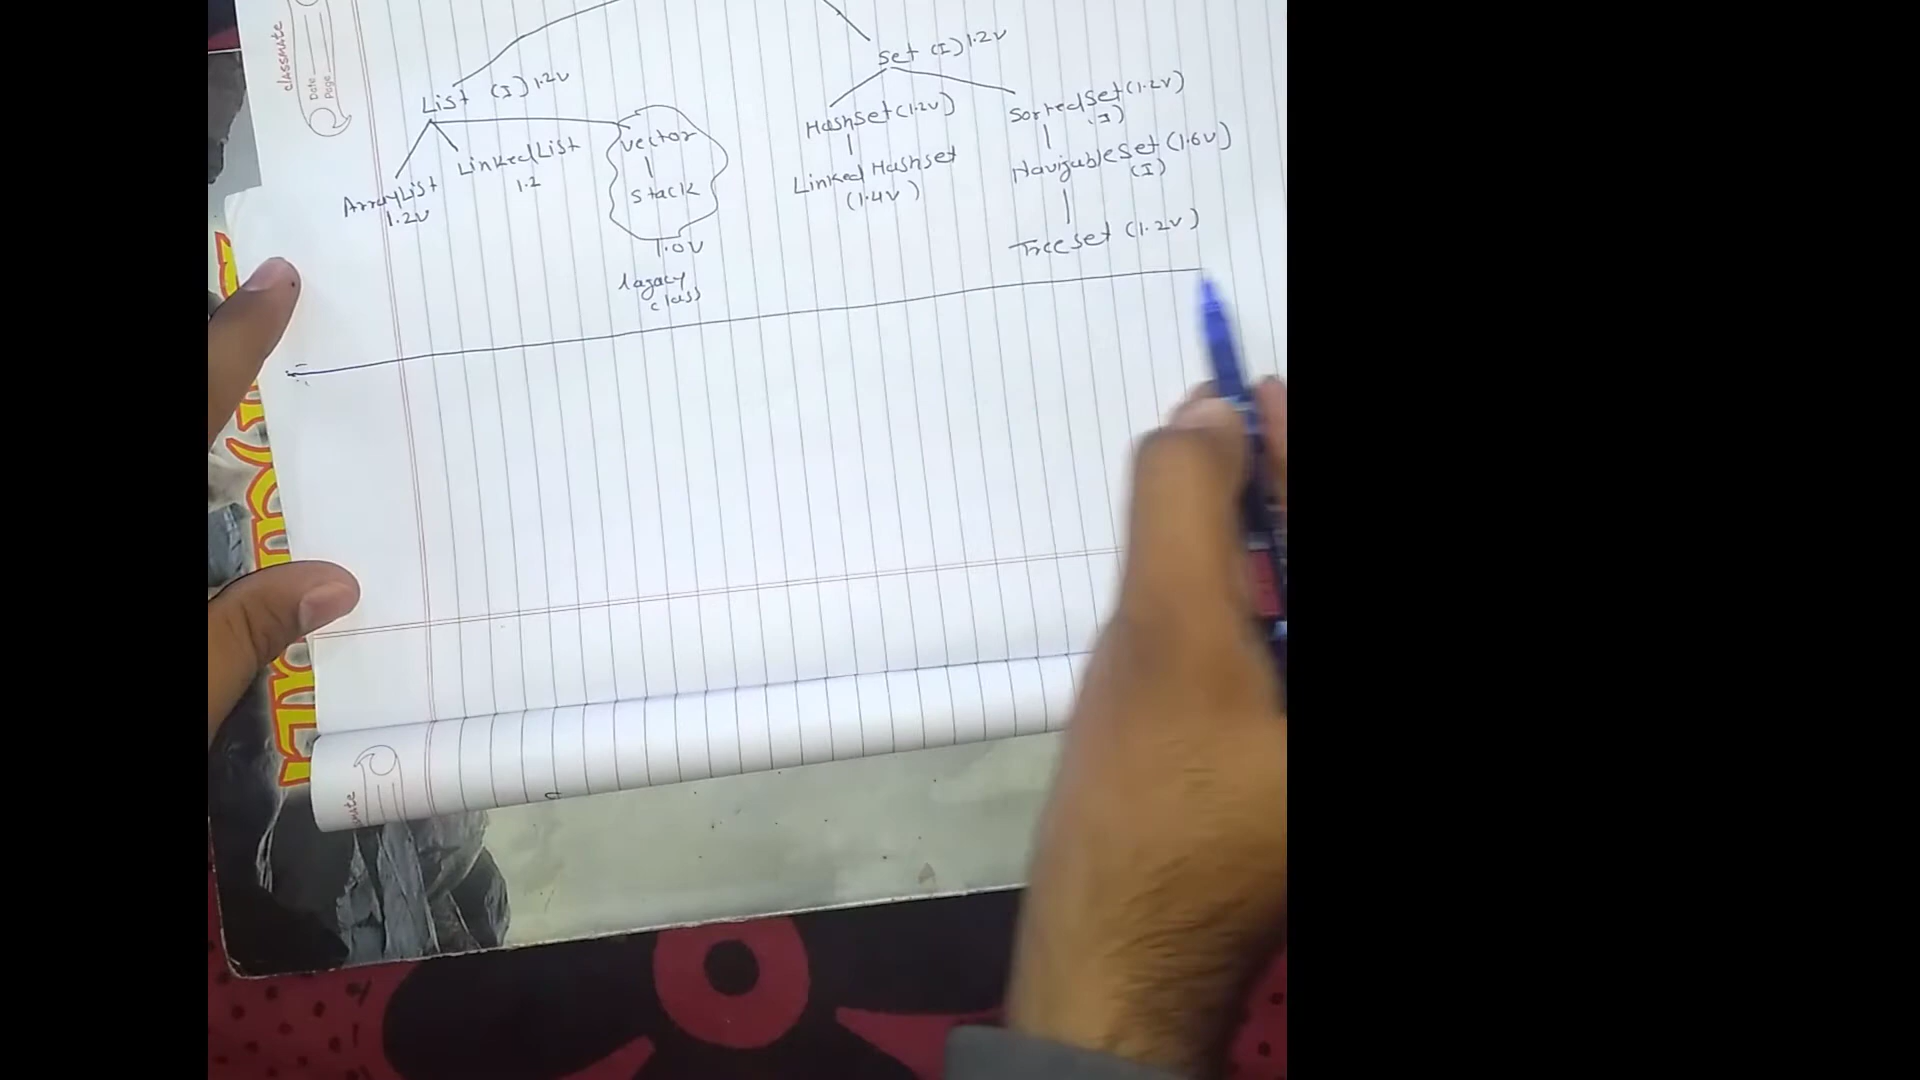 classmate
Date
Page
Set (I) 1.2v
List (I) 1.2v
HashSet (1.2v)
SortedSet (1.2v)
(I)
Vector
LinkedList
1.2
NavigableSet (1.6v)
(I)
Linked Hashset
(1.4v)
Stack
ArrayList
1.2v
TreeSet (1.2v)
1.0v
lagacy
class